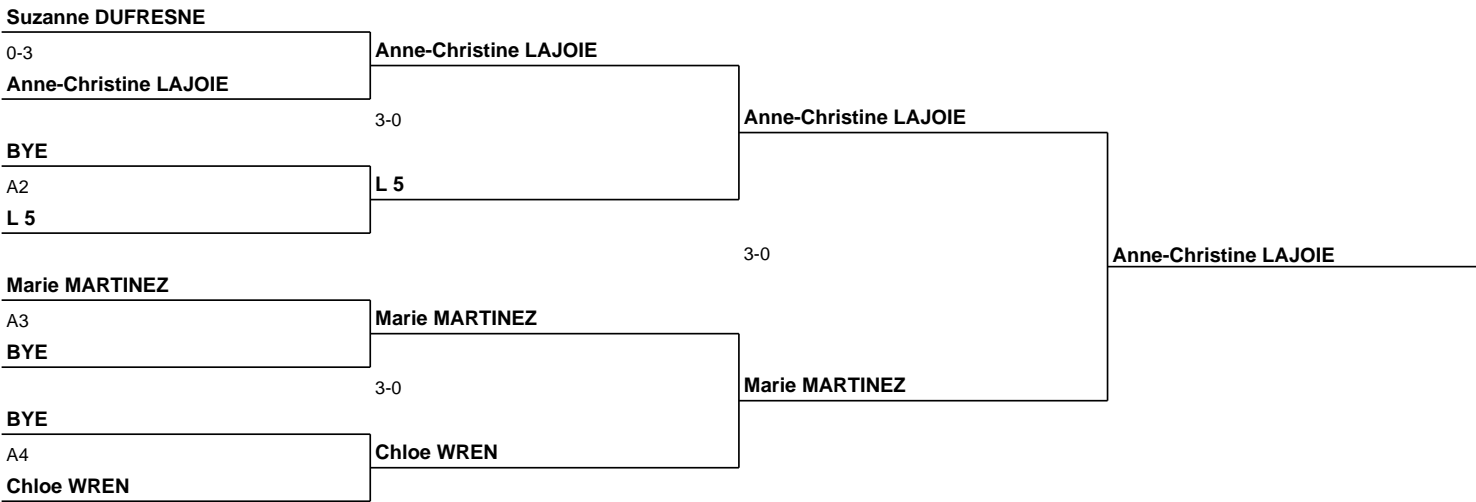 Suzanne DUFRESNE
0-3
Anne-Christine LAJOIE
Anne-Christine LAJOIE
3-0
Anne-Christine LAJOIE
BYE
A2
L 5
L 5
3-0
Anne-Christine LAJOIE
Marie MARTINEZ
A3
Marie MARTINEZ
BYE
3-0
Marie MARTINEZ
BYE
A4
Chloe WREN
Chloe WREN